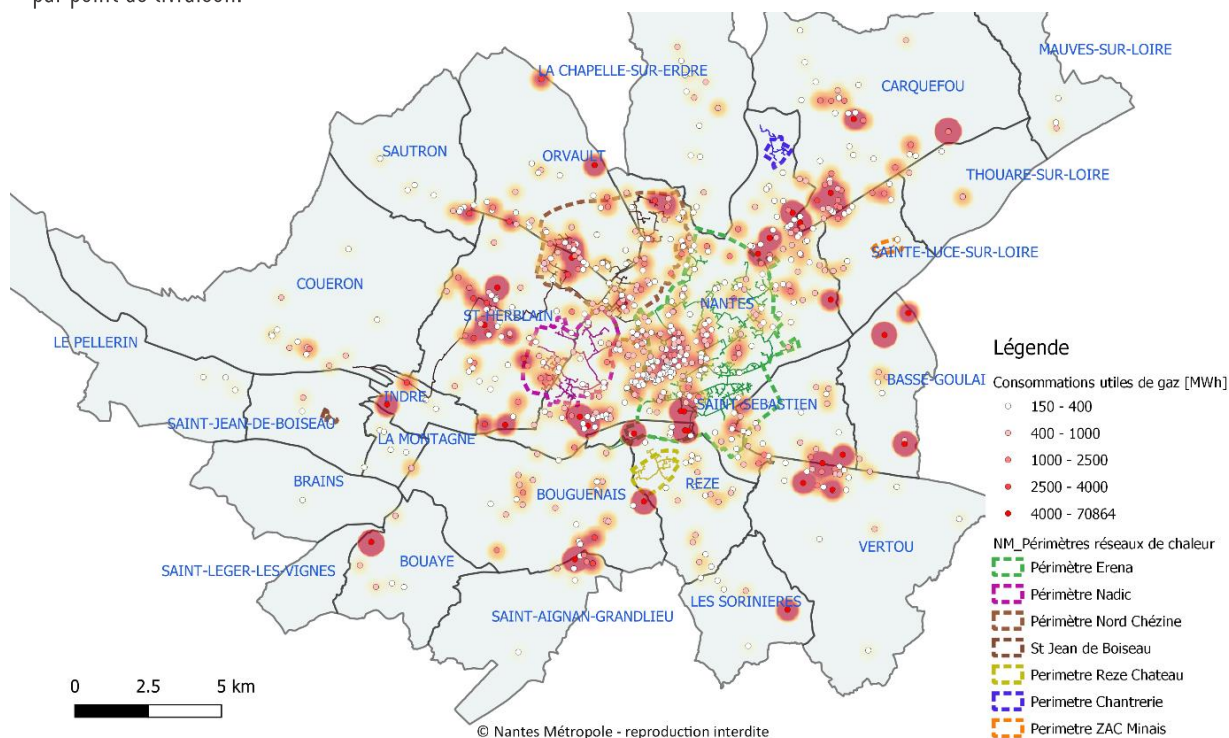 par point de livraison.
MAUVES-SUR-LOIRE
LA CHAPELLE-SUR-ERDRE
CARQUEFOU
SAUTRON
ORVAULT
THOUARE-SUR-LOIRE
SAINTE-LUCE-SUR-LOIRE
COUERON
NANTES
ST HERBLAIN
LE PELLERIN
BASSE-GOULAI
INDRE
SAINT-SEBASTIEN
SAINT-JEAN-DE-BOISEAU
LA MONTAGNE
BRAINS
REZE
BOUGUENAIS
VERTOU
BOUAYE
SAINT-LEGER-LES-VIGNES
LES SORINIERES
SAINT-AIGNAN-GRANDLIEU
Légende
Consommations utiles de gaz [MWh]
150 - 400
400 - 1000
1000 - 2500
2500 - 4000
4000 - 70864
NM_Périmètres réseaux de chaleur
Périmètre Erena
Périmètre Nadic
Périmètre Nord Chézine
St Jean de Boiseau
Perimetre Reze Chateau
Perimetre Chantrerie
Perimetre ZAC Minais
0 2.5 5 km
© Nantes Métropole - reproduction interdite